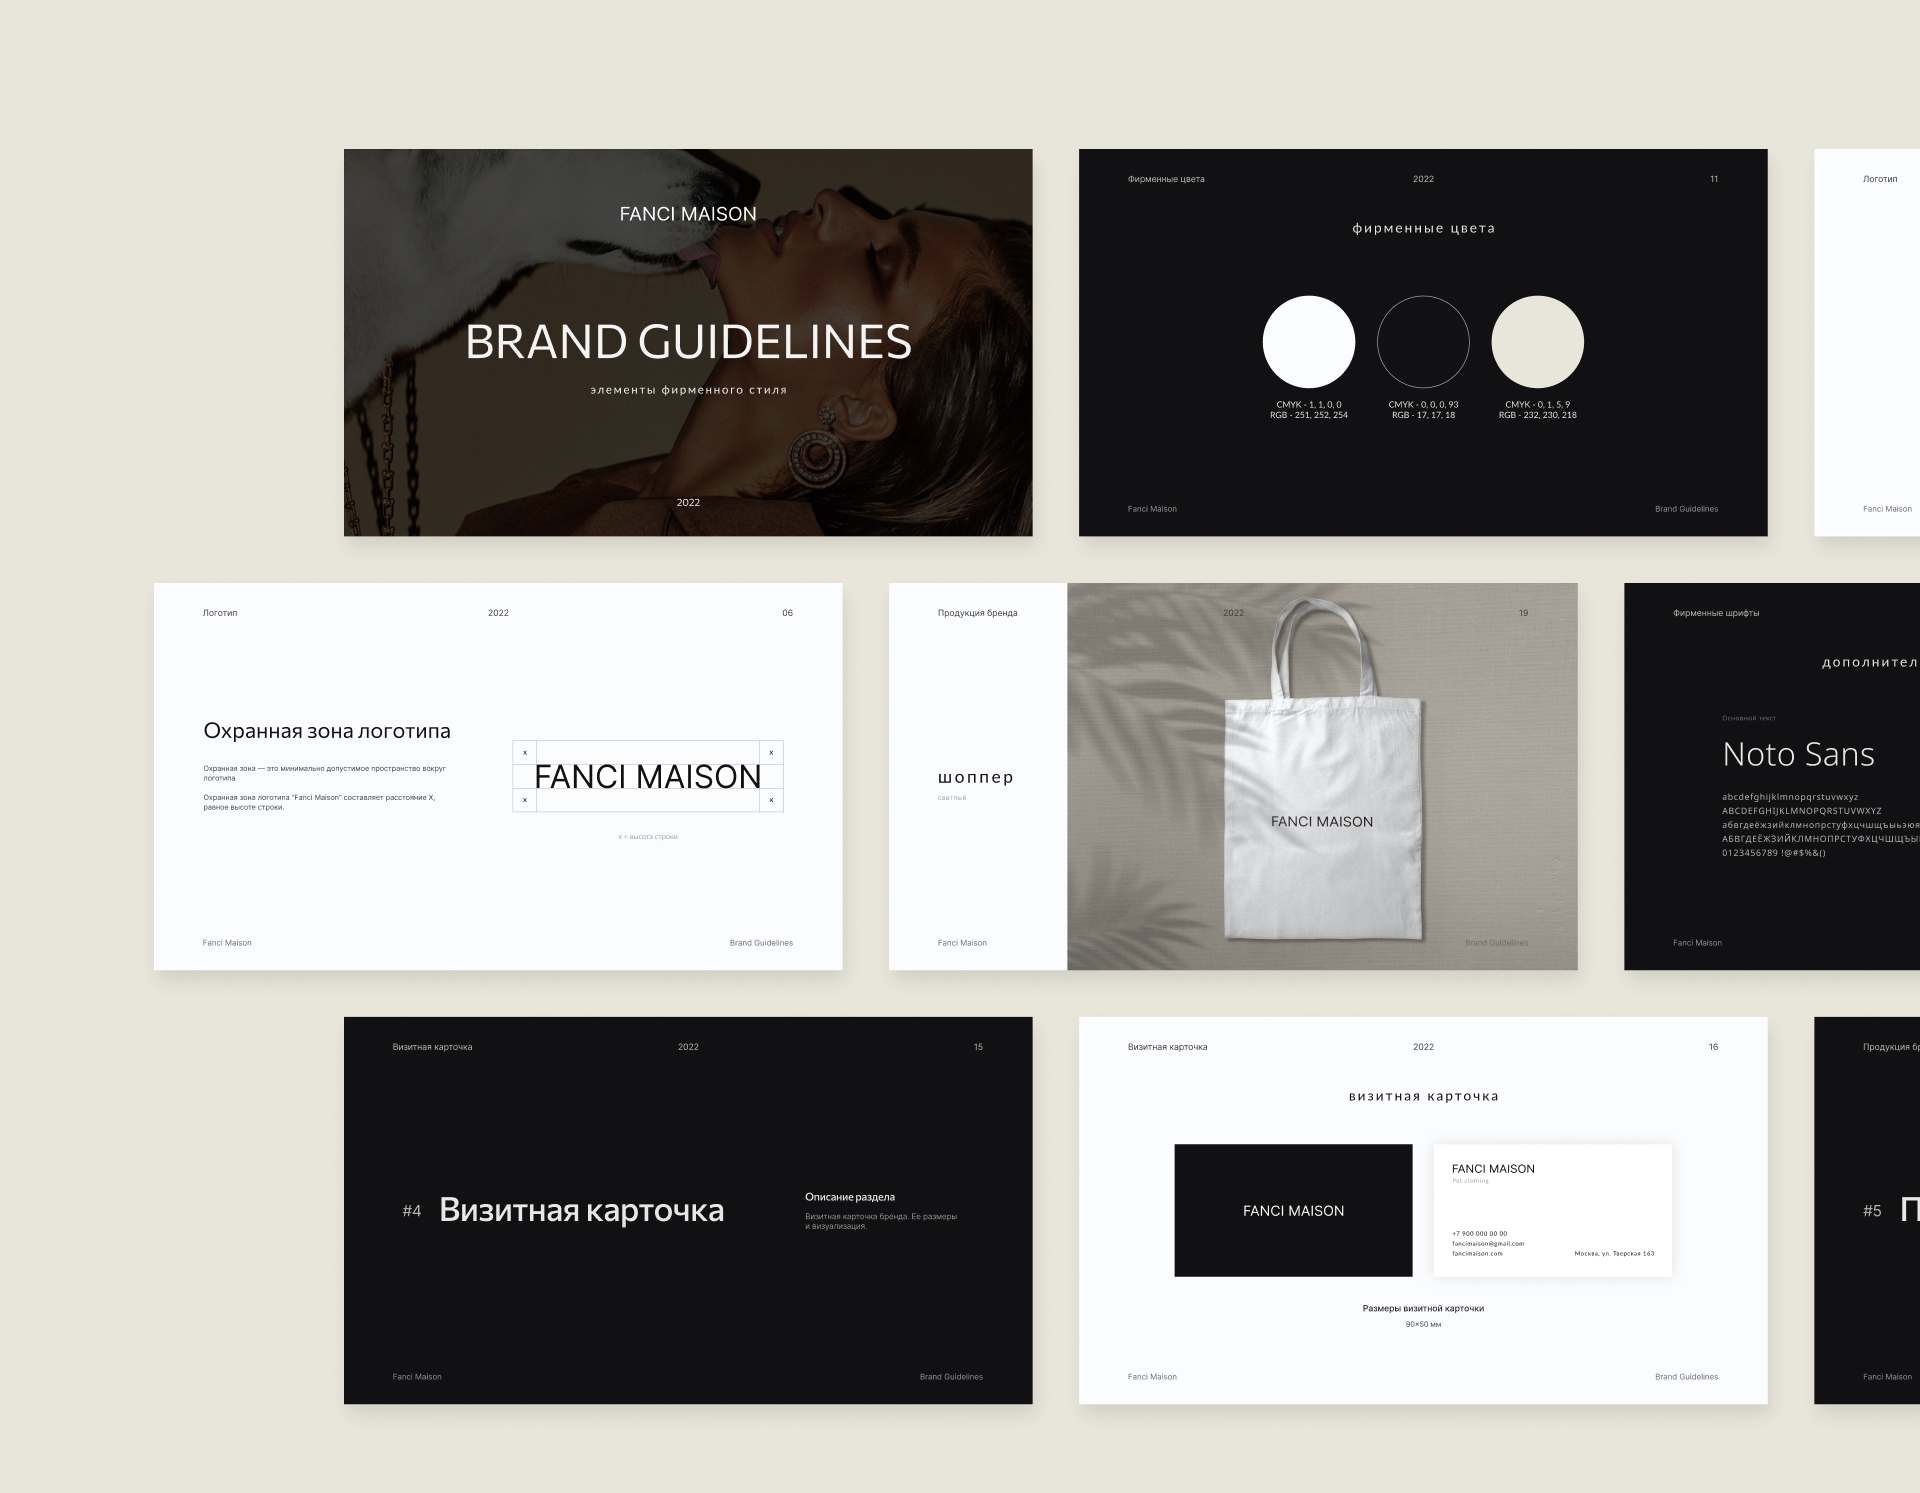 FANCI MAISON
BRAND GUIDELINES
элементы фирменного стиля
2022
Фирменные цвета
2022
11
фирменные цвета
CMYK - 1, 1, 0, 0
RGB - 251, 252, 254
CMYK - 0, 0, 0, 93
RGB - 17, 17, 18
CMYK - 0, 1, 5, 9
RGB - 232, 230, 218
Fanci Maison
Brand Guidelines
Логотип
Fanci Maison
Логотип
2022
06
Охранная зона логотипа
Охранная зона — это минимально допустимое пространство вокруг
логотипа
Охранная зона логотипа "Fanci Maison" составляет расстояние X,
равное высоте строки.
x
x
FANCI MAISON
x
x
x = высота строки
Fanci Maison
Brand Guidelines
Продукция бренда
2022
19
шоппер
светлый
FANCI MAISON
Fanci Maison
Brand Guidelines
Фирменные шрифты
дополнител
Основной текст
Noto Sans
abcdefghijklmnopqrstuvwxyz
ABCDEFGHIJKLMNOPQRSTUVWXYZ
абвгдеёжзийклмнопрстуфхцчшщъыьэюя
АБВГДЕЁЖЗИЙКЛМНОПРСТУФХЦЧШЩЪЫ
0123456789 !@#$%&()
Fanci Maison
Визитная карточка
2022
15
#4 Визитная карточка
Описание раздела
Визитная карточка бренда. Ее размеры
и визуализация.
Fanci Maison
Brand Guidelines
Визитная карточка
2022
16
визитная карточка
FANCI MAISON
FANCI MAISON
Pet clothing
+7 900 000 00 00
fancimaison@gmail.com
fancimaison.com
Москва, ул. Тверская 163
Размеры визитной карточки
90×50 мм
Fanci Maison
Brand Guidelines
Продукция бр
#5 П
Fanci Maison